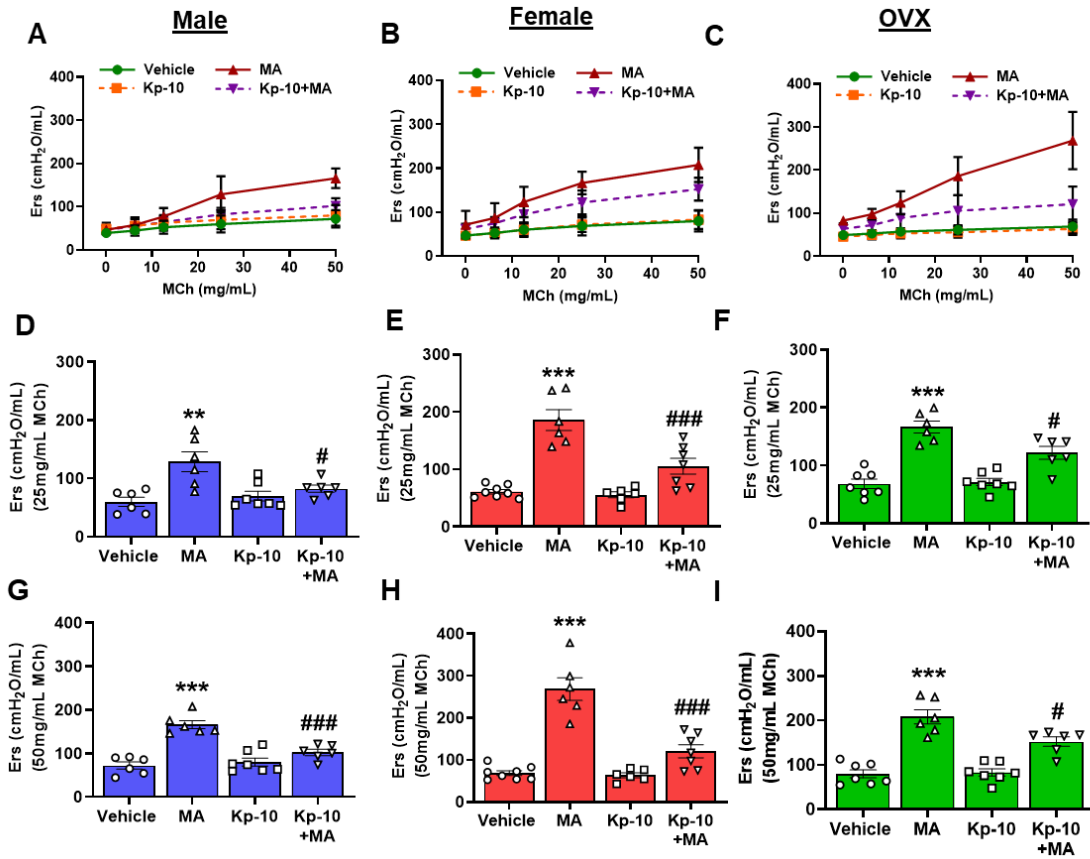 Male
Female
OVX
A
Vehicle
MA
Kp-10
Kp-10+MA
Ers (cmH2O/mL)
400
300
200
100
0
0
10
20
30
40
50
MCh (mg/mL)
B
Vehicle
MA
Kp-10
Kp-10+MA
Ers (cmH2O/mL)
400
300
200
100
0
0
10
20
30
40
50
MCh (mg/mL)
C
Vehicle
MA
Kp-10
Kp-10+MA
Ers (cmH2O/mL)
400
300
200
100
0
0
10
20
30
40
50
MCh (mg/mL)
D
Ers (cmH2O/mL)
(25mg/mL MCh)
300
200
100
0
**
#
Vehicle
MA
Kp-10
Kp-10
+MA
E
Ers (cmH2O/mL)
(25mg/mL MCh)
300
200
100
0
***
###
Vehicle
MA
Kp-10
Kp-10
+MA
F
Ers (cmH2O/mL)
(25mg/mL MCh)
300
200
100
0
***
#
Vehicle
MA
Kp-10
Kp-10
+MA
G
Ers (cmH2O/mL)
(50mg/mL MCh)
400
300
200
100
0
***
###
Vehicle
MA
Kp-10
Kp-10
+MA
H
Ers (cmH2O/mL)
(50mg/mL MCh)
400
300
200
100
0
***
###
Vehicle
MA
Kp-10
Kp-10
+MA
I
Ers (cmH2O/mL)
(50mg/mL MCh)
400
300
200
100
0
***
#
Vehicle
MA
Kp-10
Kp-10
+MA